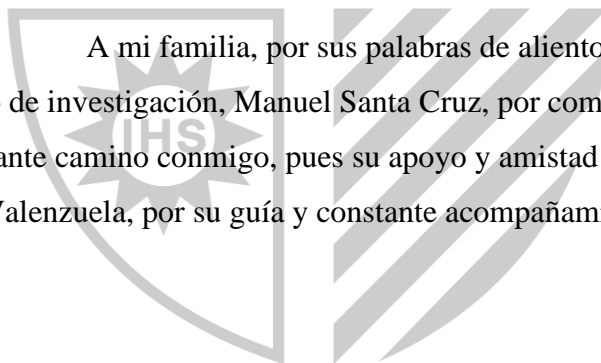 A mi familia, por sus palabras de aliento
de investigación, Manuel Santa Cruz, por com
ante camino conmigo, pues su apoyo y amistad
Valenzuela, por su guía y constante acompañami
IHS